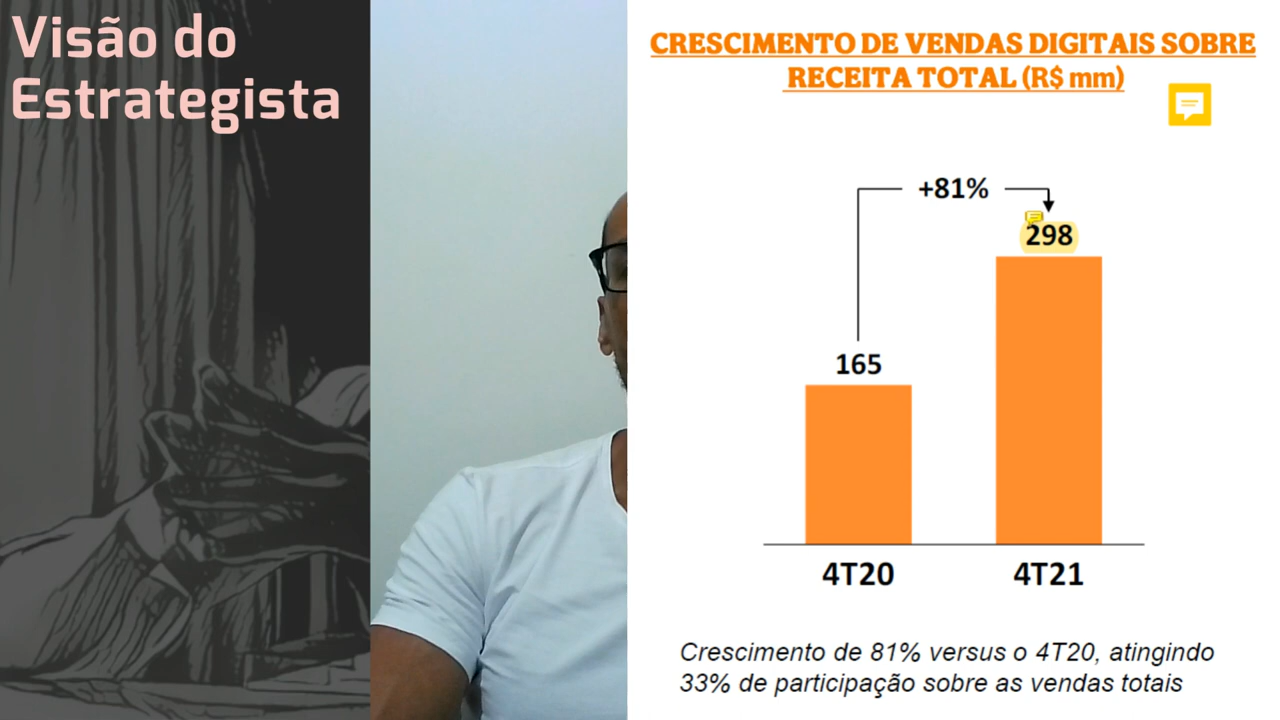 Visão do
Estrategista
CRESCIMENTO DE VENDAS DIGITAIS SOBRE
RECEITA TOTAL (R$ mm)
+81%
298
165
4T20
4T21
Crescimento de 81% versus o 4T20, atingindo
33% de participação sobre as vendas totais